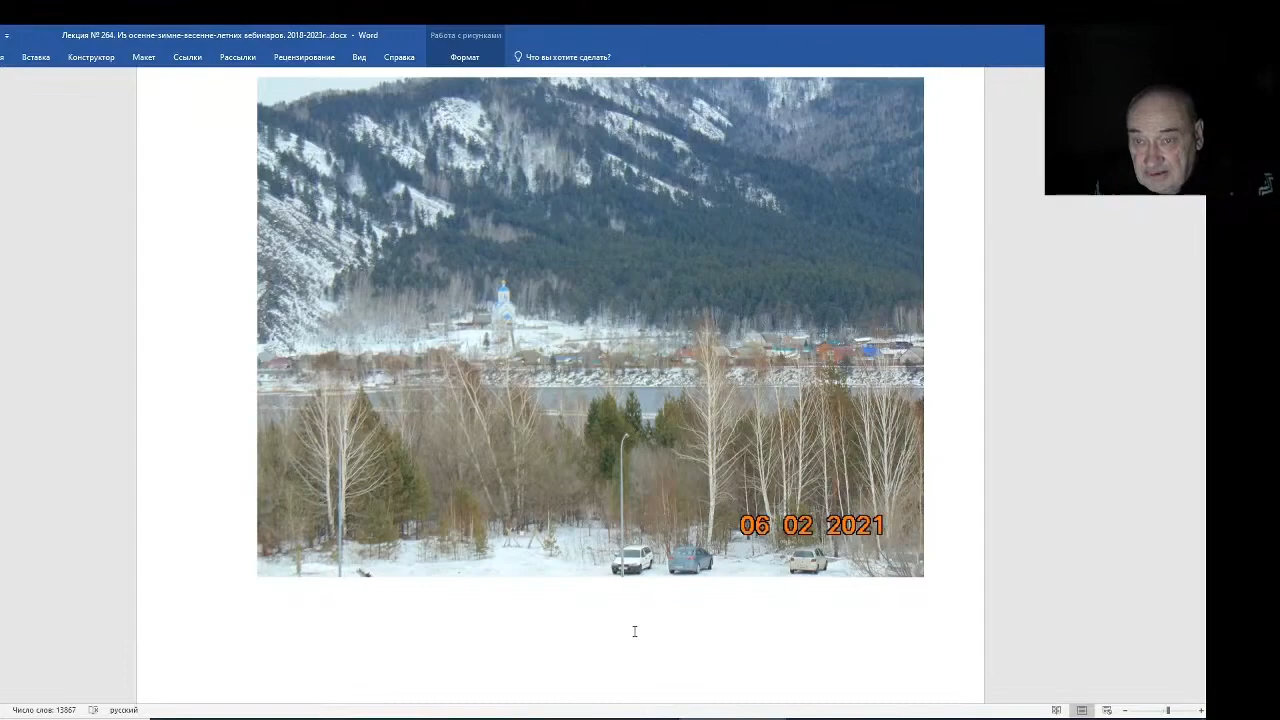 Лекция № 264. Из осенне-зимне-весенне-летних вебинаров. 2018-2023г..docx - Word
Работа с рисунками
я Вставка Конструктор Макет Ссылки Рассылки Рецензирование Вид Справка Формат Что вы хотите сделать?
06 02 2021
Число слов: 13867 русский